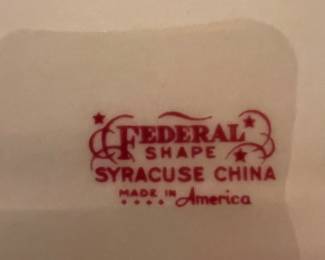 FEDERAL
SHAPE
SYRACUSE CHINA
MADE IN America